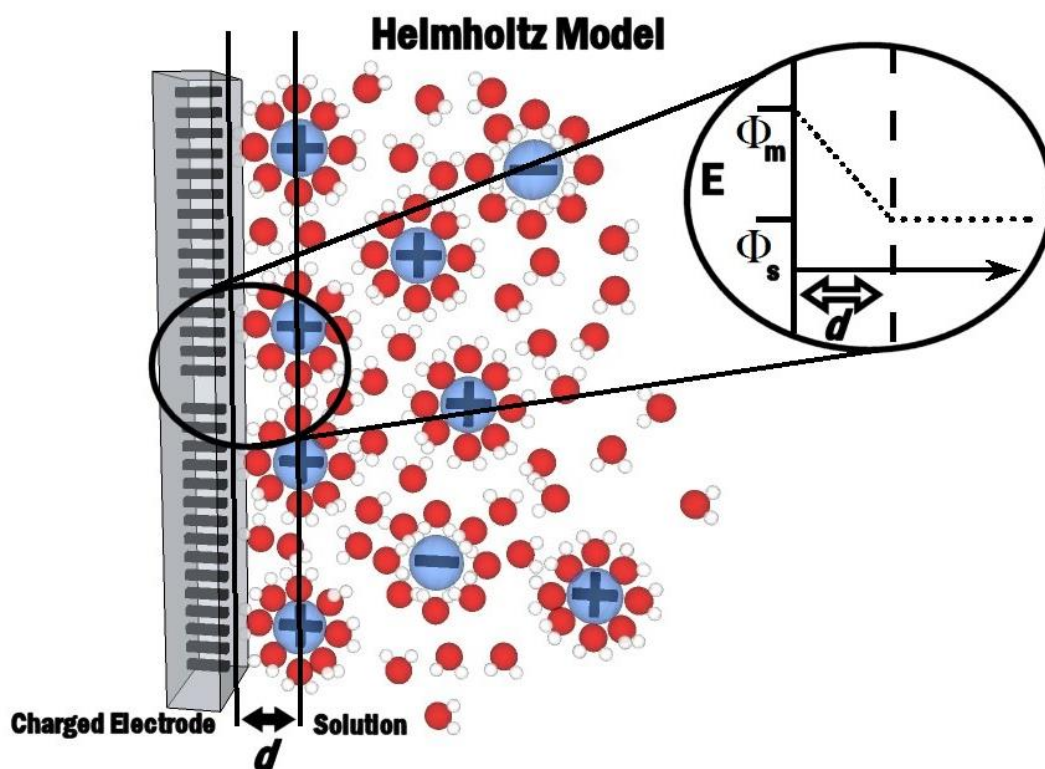 Helmholtz Model
Φm
E
Φs
d
Charged Electrode
Solution
d